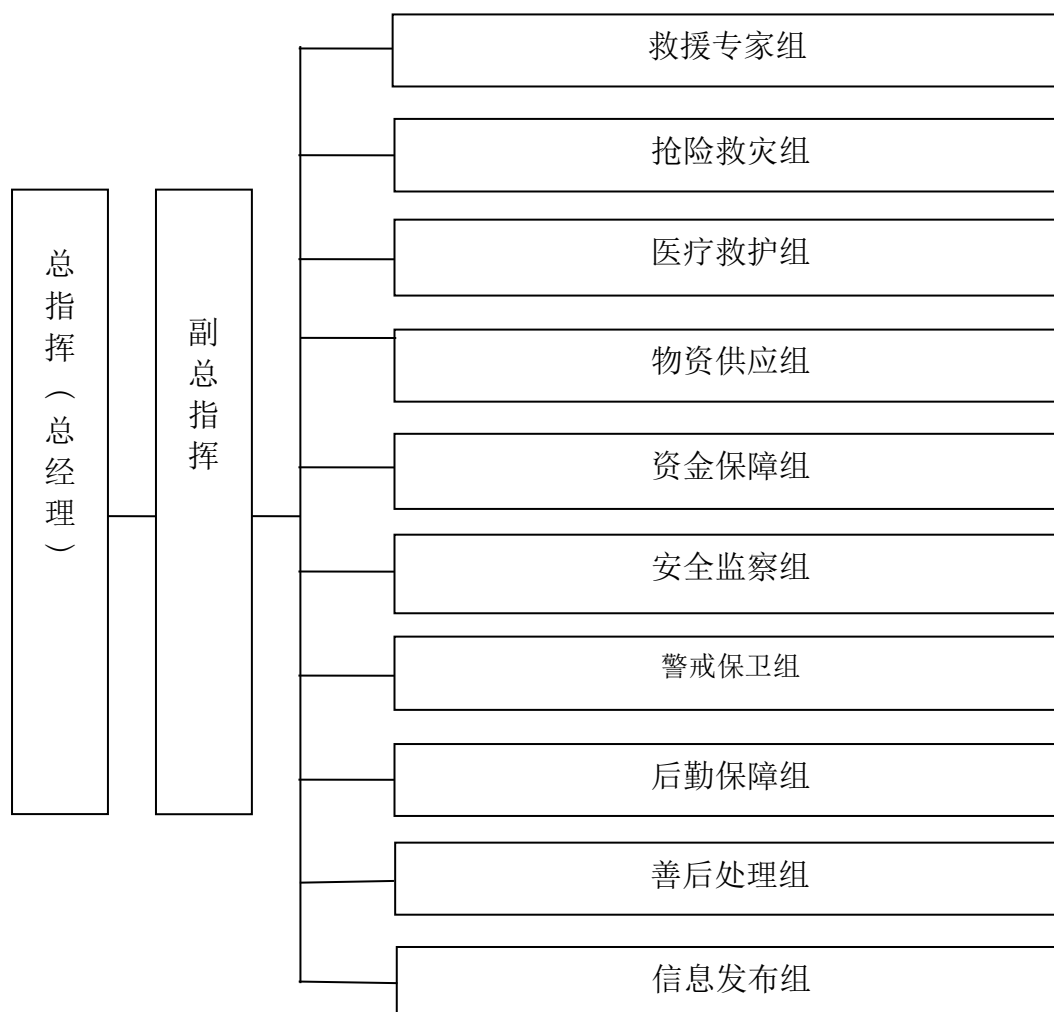 总指挥（总经理）
副总指挥
救援专家组
抢险救灾组
医疗救护组
物资供应组
资金保障组
安全监察组
警戒保卫组
后勤保障组
善后处理组
信息发布组